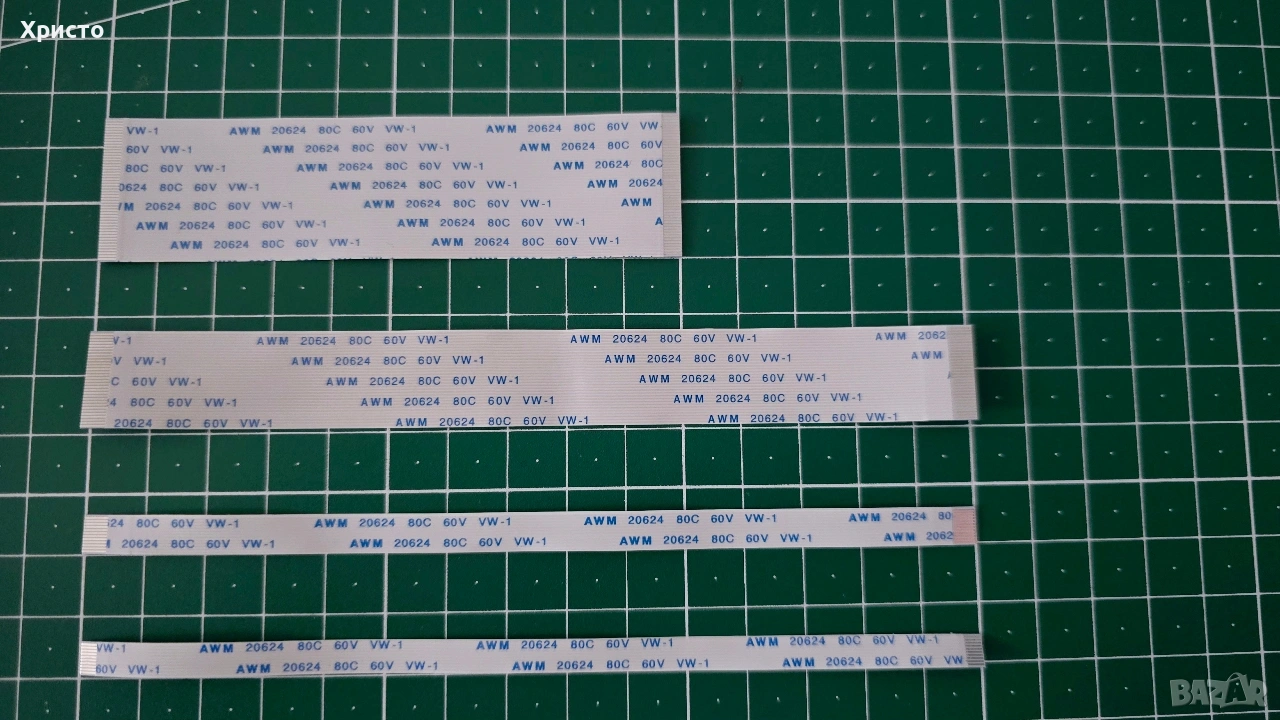 Христо
VW-1 AWM 20624 80C 60V VW-1 AWM 20624 80C 60V VW
60V VW-1 AWM 20624 80C 60V VW-1 AWM 20624 80C 60V
80C 60V VW-1 AWM 20624 80C 60V VW-1 AWM 20624 80C
0624 80C 60V VW-1 AWM 20624 80C 60V VW-1 AWM 20624
WM 20624 80C 60V VW-1 AWM 20624 80C 60V VW-1 AWM
AWM 20624 80C 60V VW-1 AWM 20624 80C 60V VW-1 A
AWM 20624 80C 60V VW-1 AWM 20624 80C 60V VW-1
V-1 AWM 20624 80C 60V VW-1 AWM 20624 80C 60V VW-1 AWM 2062
V VW-1 AWM 20624 80C 60V VW-1 AWM 20624 80C 60V VW-1 AWM
C 60V VW-1 AWM 20624 80C 60V VW-1 AWM 20624 80C 60V VW-1
4 80C 60V VW-1 AWM 20624 80C 60V VW-1 AWM 20624 80C 60V VW-1
20624 80C 60V VW-1 AWM 20624 80C 60V VW-1 AWM 20624 80C 60V VW-1
24 80C 60V VW-1 AWM 20624 80C 60V VW-1 AWM 20624 80C 60V VW-1 AWM 20624 80
20624 80C 60V VW-1 AWM 20624 80C 60V VW-1 AWM 20624 80C 60V VW-1 AWM 2062
VW-1 AWM 20624 80C 60V VW-1 AWM 20624 80C 60V VW-1 AWM 20624 80C 60V VW-1
60V VW-1 AWM 20624 80C 60V VW-1 AWM 20624 80C 60V VW-1 AWM 20624 80C 60V VW
BAZAR